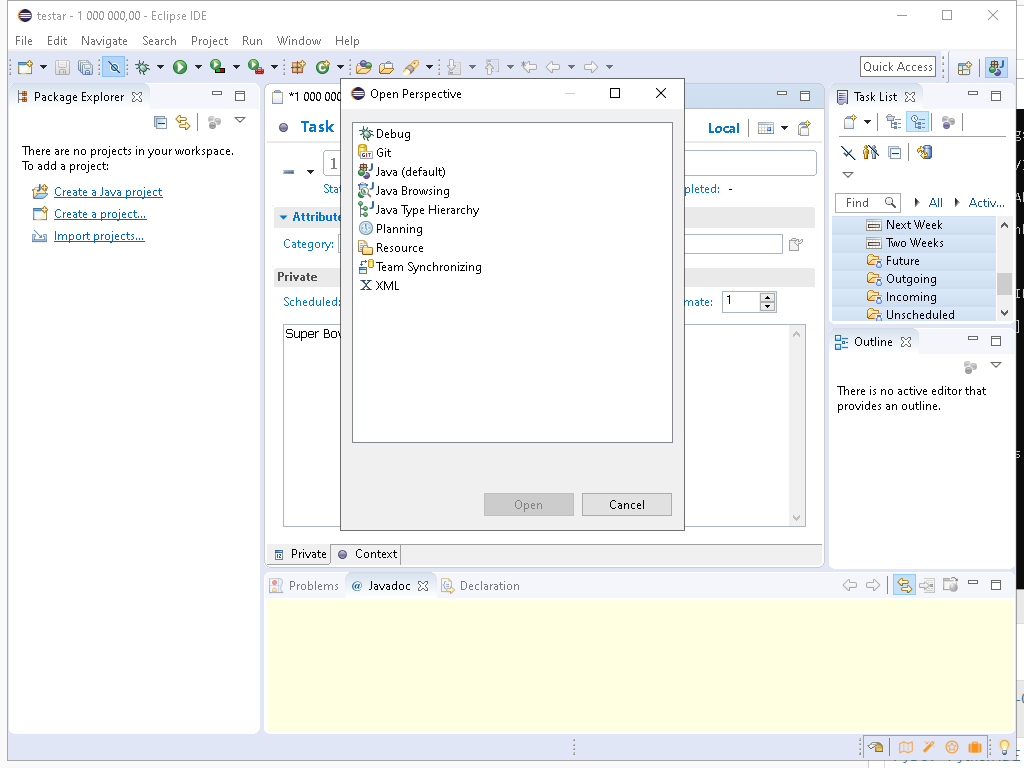 testar - 1 000 000,00 - Eclipse IDE
File Edit Navigate Search Project Run Window Help
Quick Access
Package Explorer
There are no projects in your workspace.
To add a project:
Create a Java project
Create a project...
Import projects...
*1 000 000
Task
Local
1
pleted: -
Attribute
Category:
Private
Scheduled:
mate: 1
Super Bov
Private Context
Open Perspective
Debug
Git
Java (default)
Java Browsing
Java Type Hierarchy
Planning
Resource
Team Synchronizing
XML
Open Cancel
Task List
Find All Activ...
Next Week
Two Weeks
Future
Outgoing
Incoming
Unscheduled
Outline
There is no active editor that
provides an outline.
Problems @ Javadoc Declaration